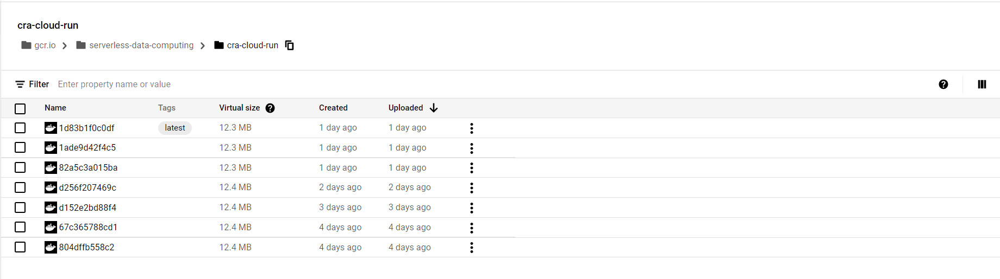 cra-cloud-run
gcr.io serverless-data-computing cra-cloud-run
Filter Enter property name or value
Name Tags Virtual size Created Uploaded
1d83b1f0c0df latest 12.3 MB 1 day ago 1 day ago
1ade9d42f4c5 12.3 MB 1 day ago 1 day ago
82a5c3a015ba 12.3 MB 1 day ago 1 day ago
d256f207469c 12.4 MB 2 days ago 2 days ago
d152e2bd88f4 12.4 MB 3 days ago 3 days ago
67c365788cd1 12.4 MB 4 days ago 4 days ago
804dffb558c2 12.4 MB 4 days ago 4 days ago